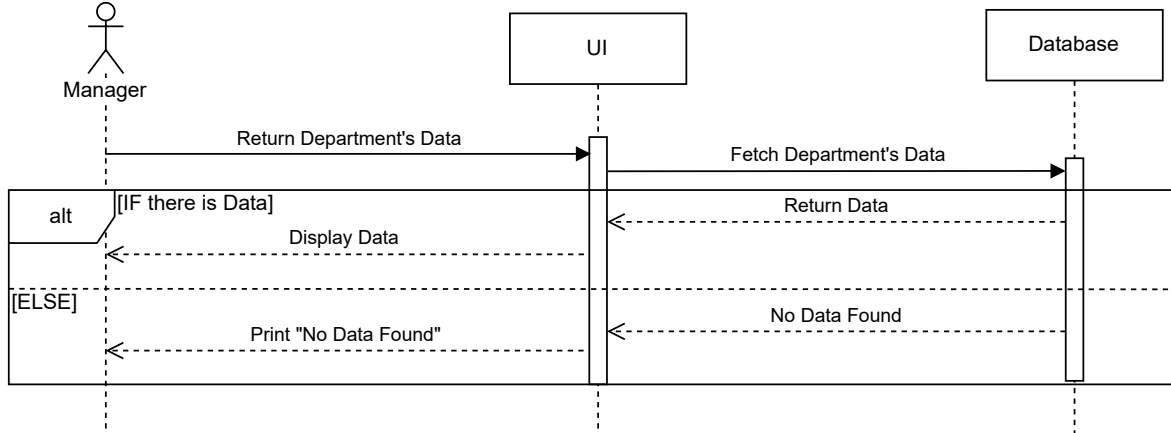 UI
Database
Manager
Return Department's Data
Fetch Department's Data
alt
[IF there is Data]
Return Data
Display Data
[ELSE]
No Data Found
Print "No Data Found"